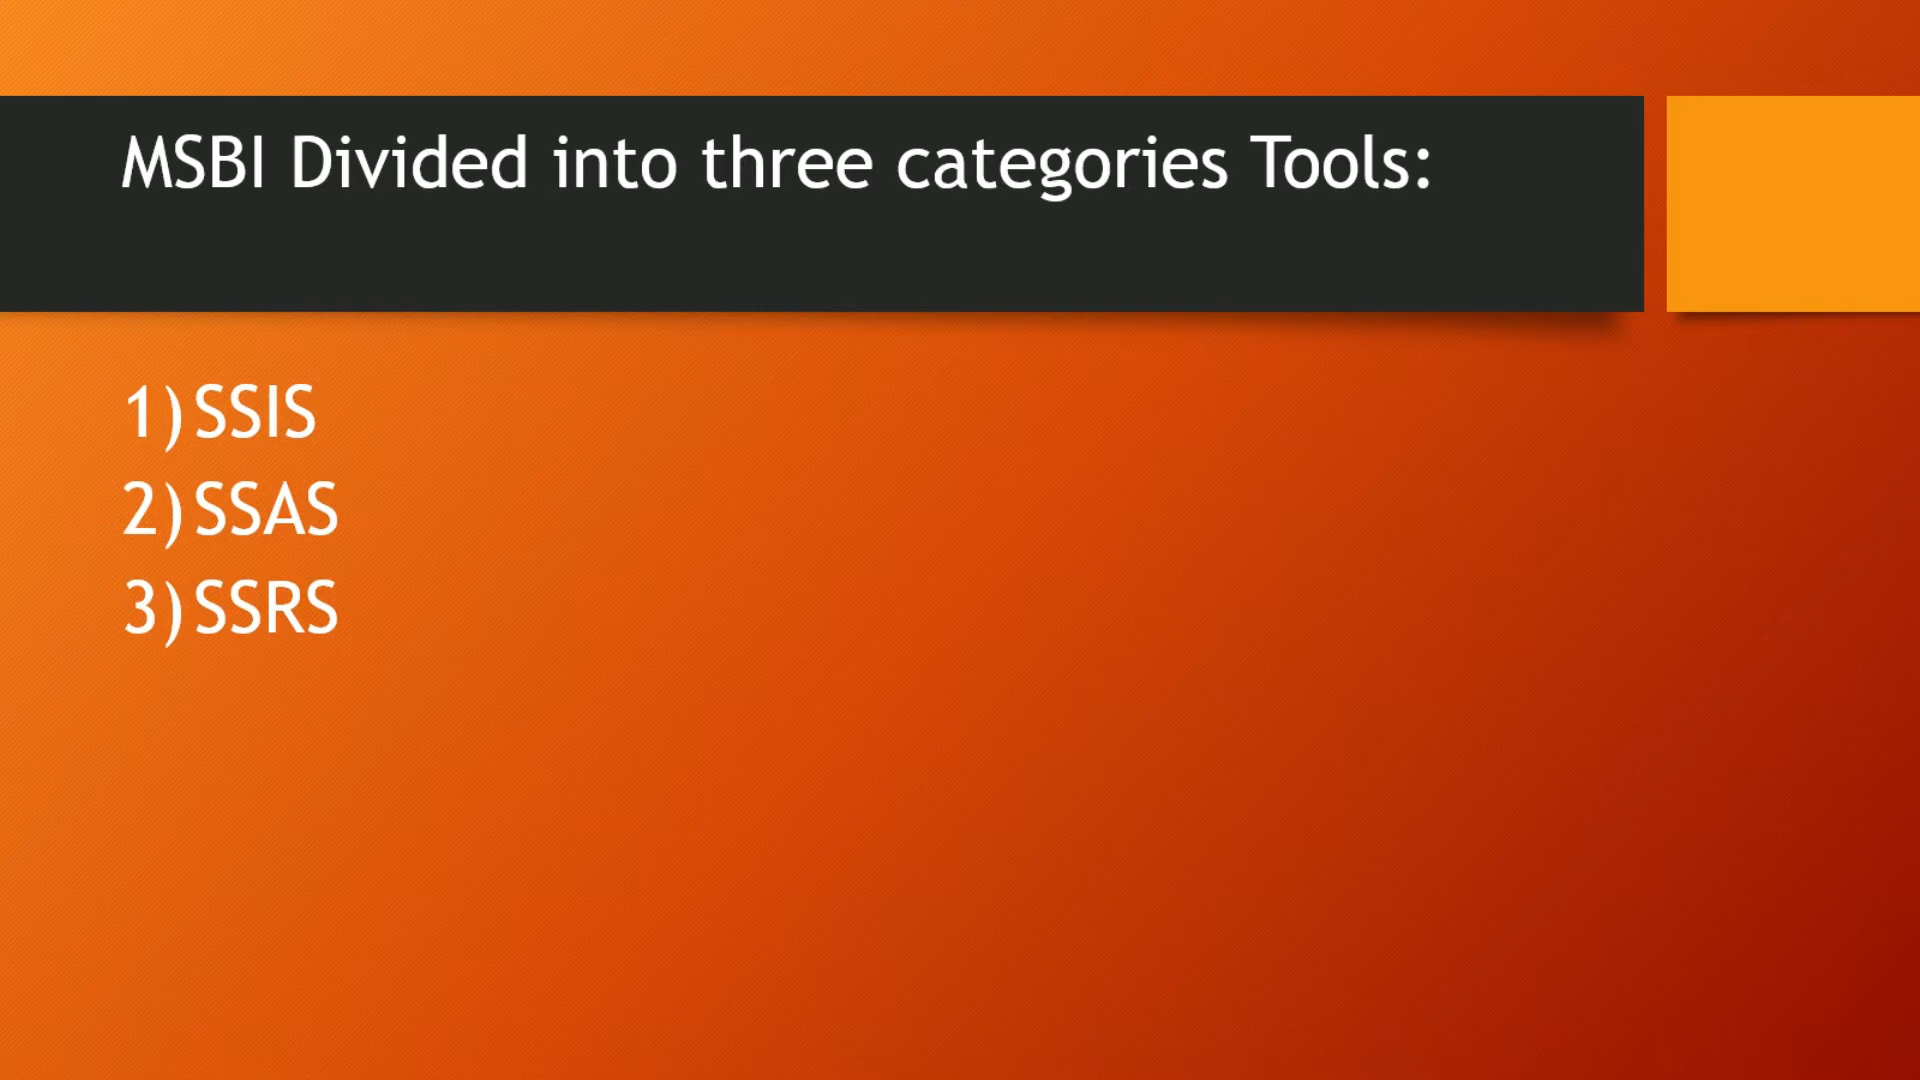 MSBI Divided into three categories Tools:
1) SSIS
2) SSAS
3) SSRS